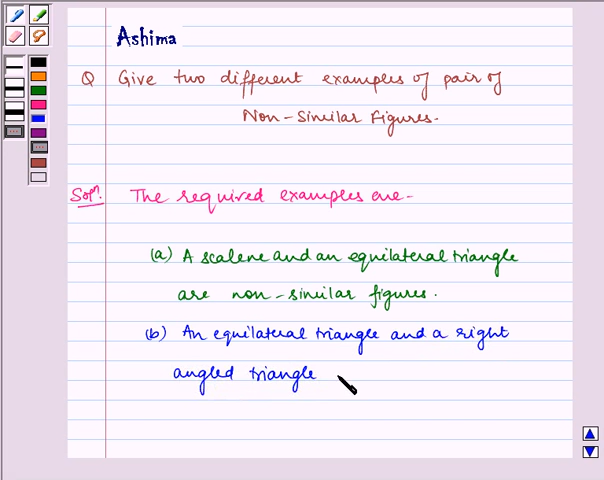 Ashima
Q Give two different examples of pair of
Non-Similar Figures.
Solⁿ. The required examples are-
(a) A scalene and an equilateral triangle
are non-similar figures.
(b) An equilateral triangle and a right
angled triangle